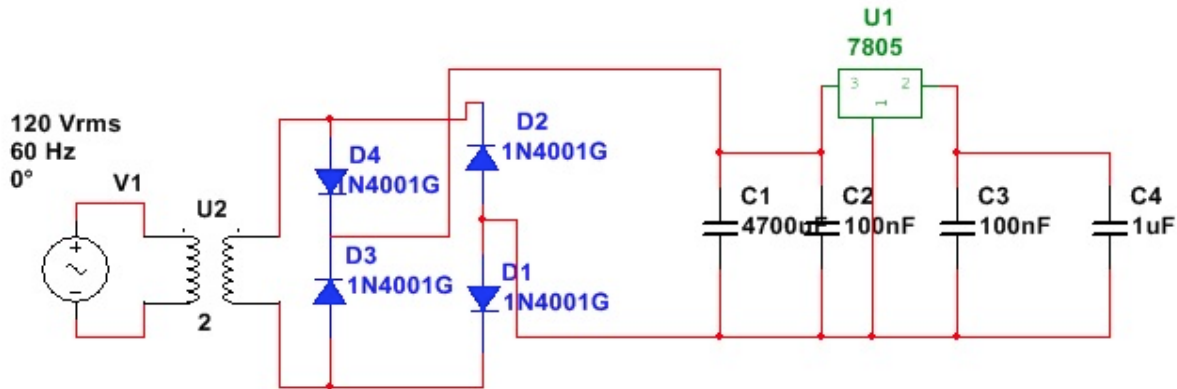 U1
7805
3
2
1
120 Vrms
60 Hz
0°
V1
U2
2
D4
1N4001G
D2
1N4001G
D3
1N4001G
D1
1N4001G
C1
4700uF
C2
100nF
C3
100nF
C4
1uF